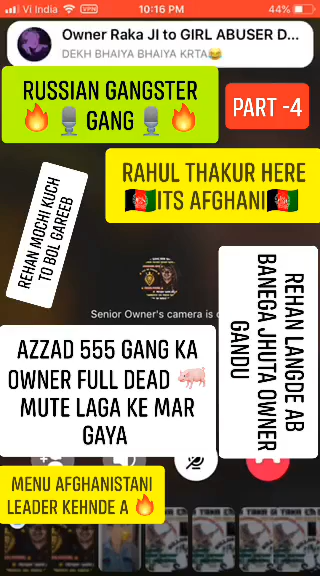 Vi India
VPN
10:16 PM
44%
Owner Raka JI to GIRL ABUSER D...
DEKH BHAIYA BHAIYA KRTA😂
RUSSIAN GANGSTER
🔥🎙️GANG🎙️🔥
PART -4
RAHUL THAKUR HERE
🇦🇫ITS AFGHANI🇦🇫
REHAN MOCHI KUCH
TO BOL GAREEB
Senior Owner's camera is
REHAN LANGDE AB
BANEGA JHUTA OWNER
GANDU
AZZAD 555 GANG KA
OWNER FULL DEAD 🐖
MUTE LAGA KE MAR
GAYA
MENU AFGHANISTANI
LEADER KEHNDE A 🔥